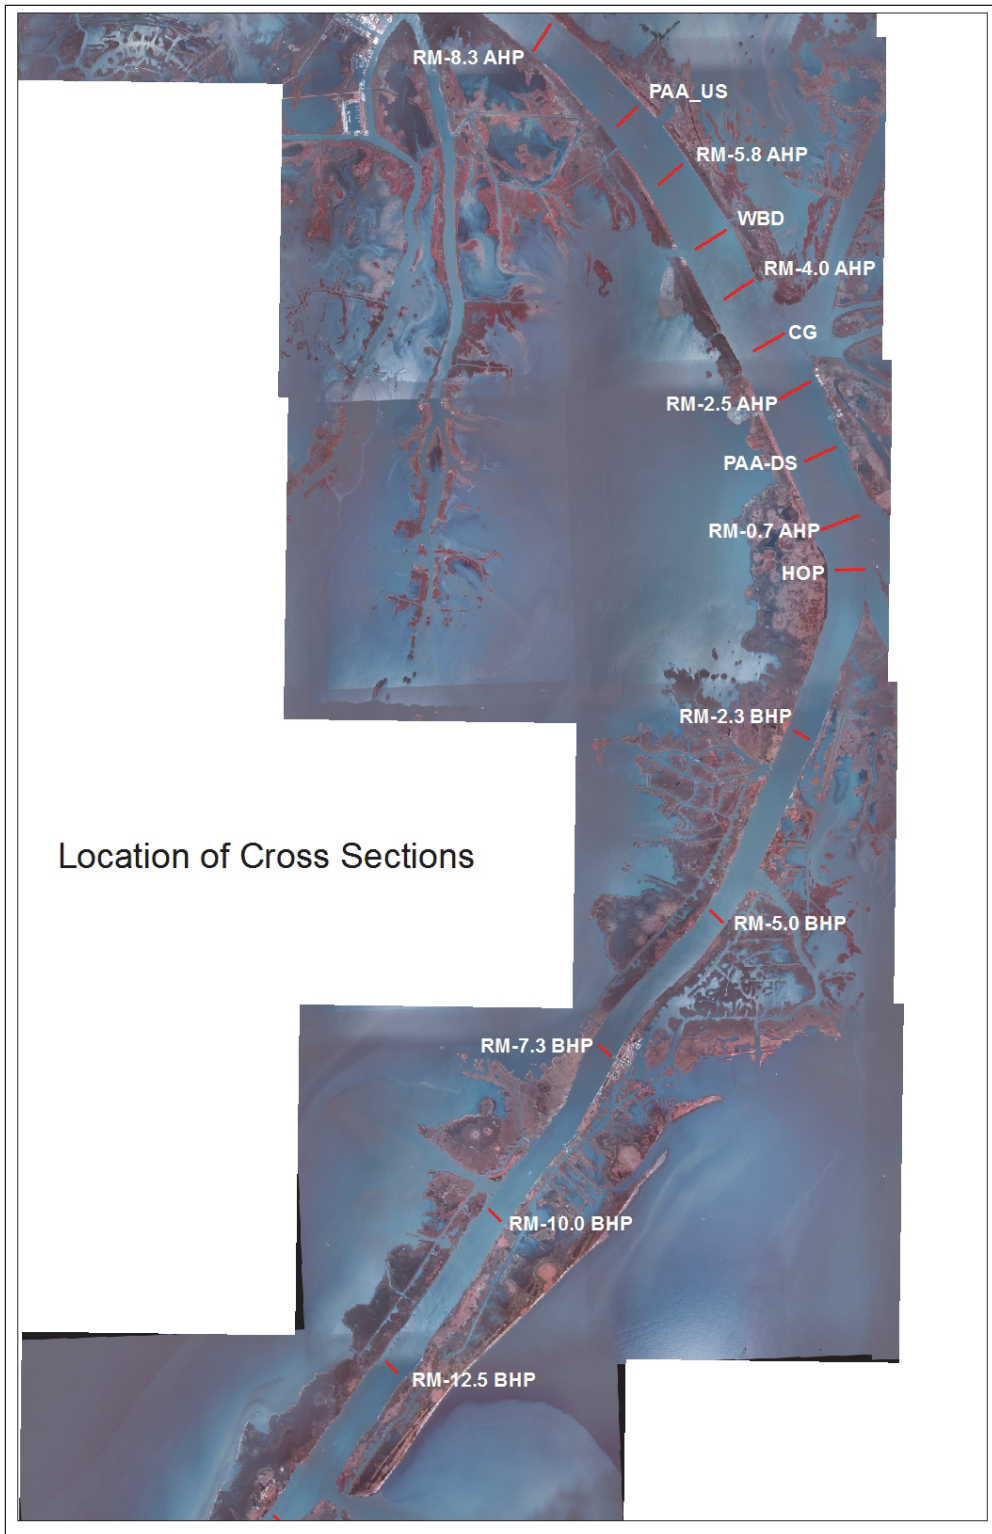 RM-8.3 AHP
PAA_US
RM-5.8 AHP
WBD
RM-4.0 AHP
CG
RM-2.5 AHP
PAA-DS
RM-0.7 AHP
HOP
RM-2.3 BHP
Location of Cross Sections
RM-5.0 BHP
RM-7.3 BHP
RM-10.0 BHP
RM-12.5 BHP